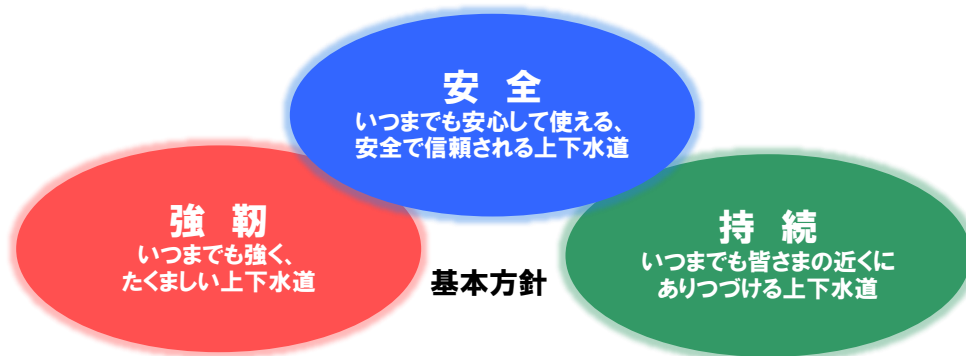 安 全
いつまでも安心して使える、
安全で信頼される上下水道
強 靭
いつまでも強く、
たくましい上下水道
持 続
いつまでも皆さまの近くに
ありつづける上下水道
基本方針